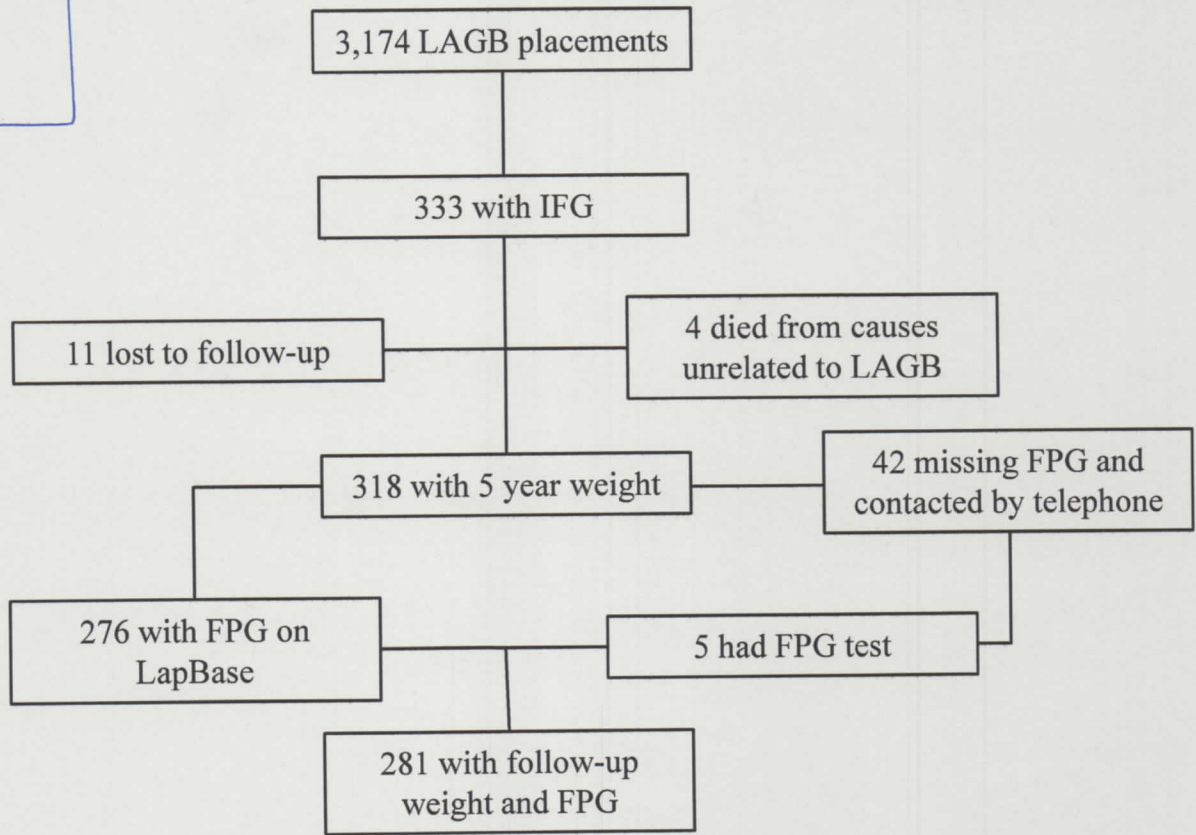 3,174 LAGB placements
333 with IFG
11 lost to follow-up
4 died from causes
unrelated to LAGB
318 with 5 year weight
42 missing FPG and
contacted by telephone
276 with FPG on
LapBase
5 had FPG test
281 with follow-up
weight and FPG